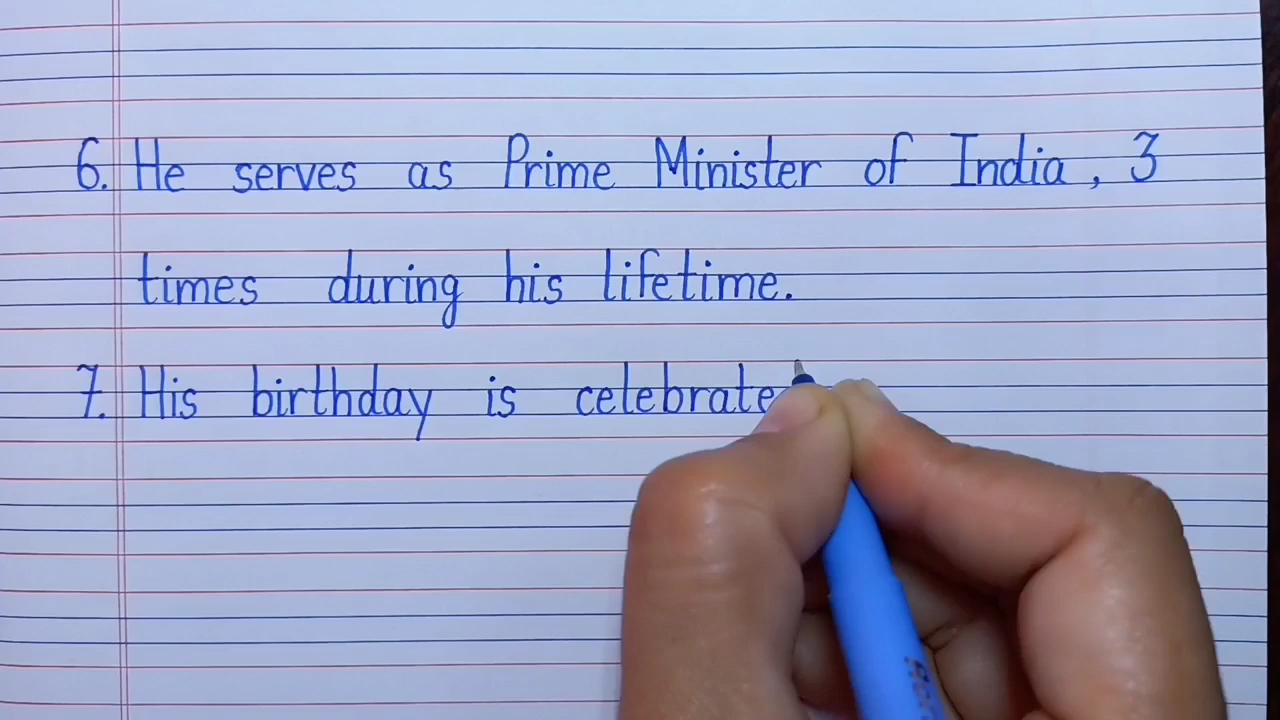 6. He serves as Prime Minister of India, 3
times during his lifetime.
7. His birthday is celebrate